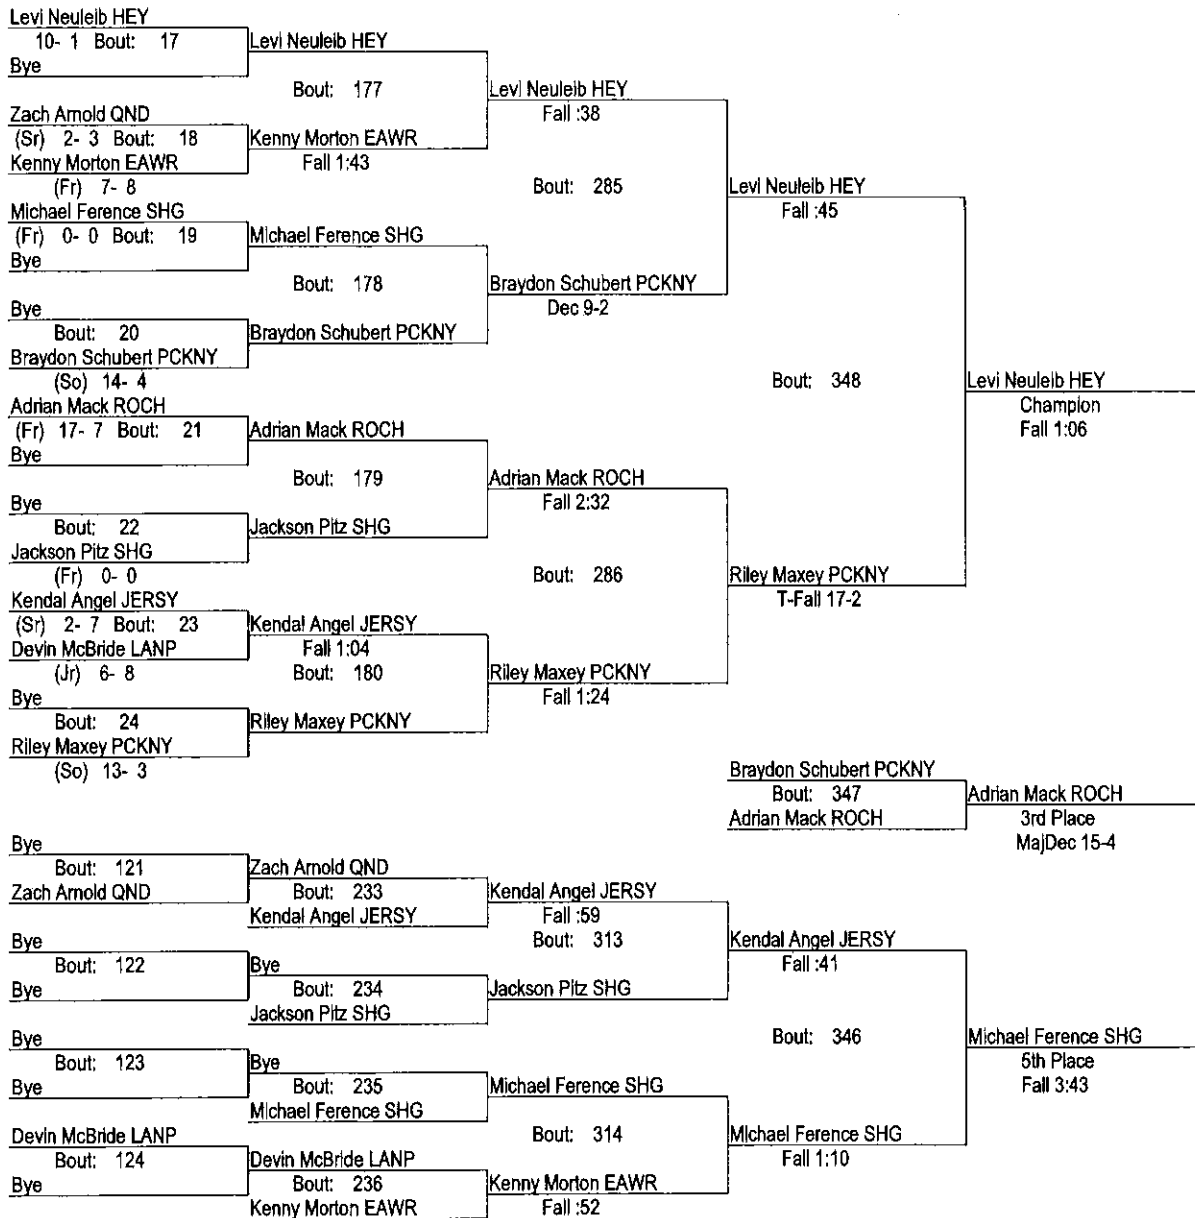 Levi Neuleib HEY
10- 1 Bout: 17
Bye
Levi Neuleib HEY
Bout: 177
Zach Arnold QND
(Sr) 2- 3 Bout: 18
Kenny Morton EAWR
(Fr) 7- 8
Kenny Morton EAWR
Fall 1:43
Levi Neuleib HEY
Fall :38
Bout: 285
Michael Ference SHG
(Fr) 0- 0 Bout: 19
Bye
Michael Ference SHG
Bout: 178
Bye
Bout: 20
Braydon Schubert PCKNY
(So) 14- 4
Braydon Schubert PCKNY
Braydon Schubert PCKNY
Dec 9-2
Levi Neuleib HEY
Fall :45
Bout: 348
Adrian Mack ROCH
(Fr) 17- 7 Bout: 21
Bye
Adrian Mack ROCH
Bout: 179
Bye
Bout: 22
Jackson Pitz SHG
(Fr) 0- 0
Jackson Pitz SHG
Adrian Mack ROCH
Fall 2:32
Bout: 286
Kendal Angel JERSY
(Sr) 2- 7 Bout: 23
Devin McBride LANP
(Jr) 6- 8
Kendal Angel JERSY
Fall 1:04
Bout: 180
Bye
Bout: 24
Riley Maxey PCKNY
(So) 13- 3
Riley Maxey PCKNY
Riley Maxey PCKNY
Fall 1:24
Riley Maxey PCKNY
T-Fall 17-2
Levi Neuleib HEY
Champion
Fall 1:06
Braydon Schubert PCKNY
Bout: 347
Adrian Mack ROCH
Adrian Mack ROCH
3rd Place
MajDec 15-4
Bye
Bout: 121
Zach Arnold QND
Zach Arnold QND
Bout: 233
Kendal Angel JERSY
Kendal Angel JERSY
Fall :59
Bout: 313
Bye
Bout: 122
Bye
Bye
Bout: 234
Jackson Pitz SHG
Jackson Pitz SHG
Kendal Angel JERSY
Fall :41
Bout: 346
Bye
Bout: 123
Bye
Bye
Bout: 235
Michael Ference SHG
Michael Ference SHG
Bout: 314
Devin McBride LANP
Bout: 124
Bye
Devin McBride LANP
Bout: 236
Kenny Morton EAWR
Kenny Morton EAWR
Fall :52
Michael Ference SHG
Fall 1:10
Michael Ference SHG
5th Place
Fall 3:43